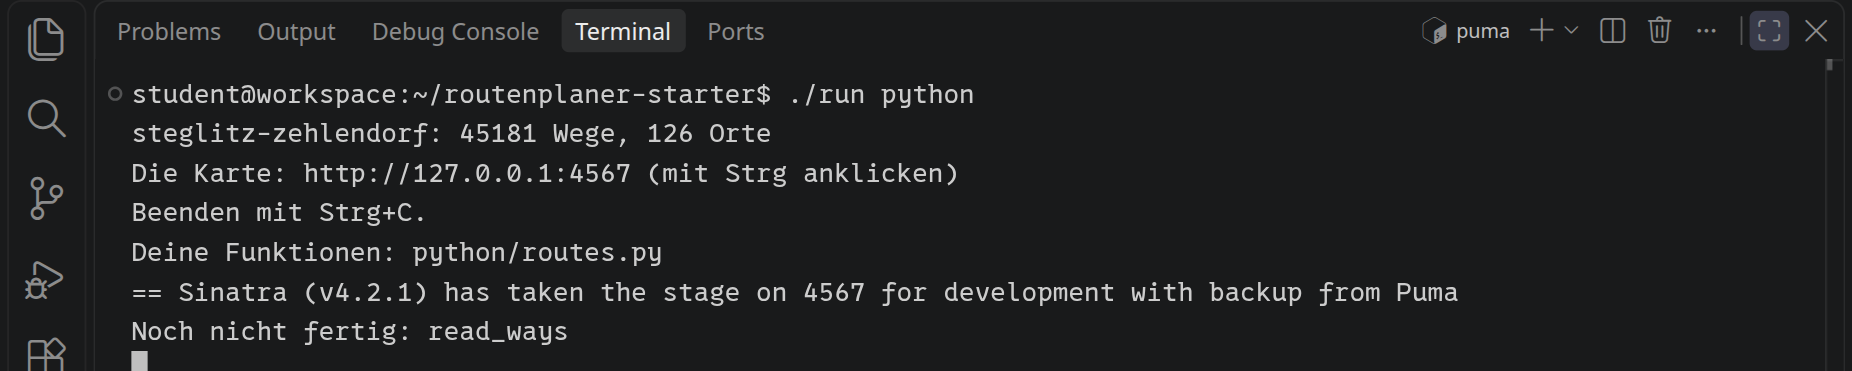 Problems Output Debug Console Terminal Ports puma
student@workspace:~/routenplaner-starter$ ./run python
steglitz-zehlendorf: 45181 Wege, 126 Orte
Die Karte: http://127.0.0.1:4567 (mit Strg anklicken)
Beenden mit Strg+C.
Deine Funktionen: python/routes.py
== Sinatra (v4.2.1) has taken the stage on 4567 for development with backup from Puma
Noch nicht fertig: read_ways